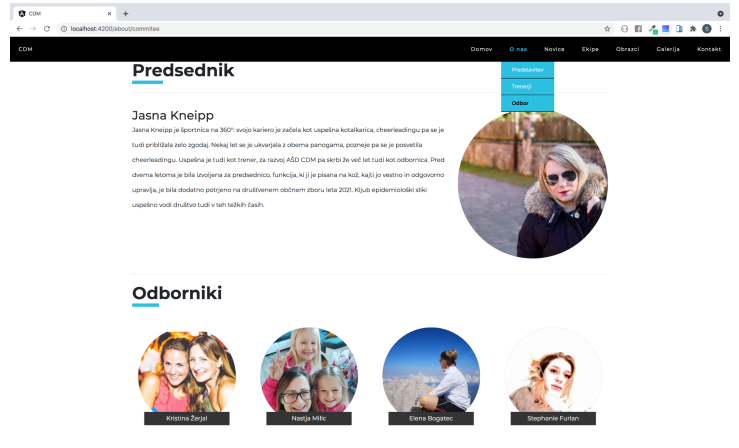 CDM
localhost:4200/about/commitee
CDM
Domov O nas Novice Ekipe Obrazci Galerija Kontakt
Predstavitev
Trenerji
Odbor
Predsednik
Jasna Kneipp
Jasna Kneipp je športnica na 360°: svojo kariero je začela kot uspešna kotalkarica, cheerleadingu pa se je
tudi približala zelo zgodaj. Nekaj let se je ukvarjala z obema panogama, pozneje pa se je posvetila
cheerleadingu. Uspešna je tudi kot trener, za razvoj AŠD CDM pa skrbi že več let tudi kot odbornica. Pred
dvema letoma je bila izvoljena za predsednico, funkcija, ki ji je pisana na kož, kajti jo vestno in odgovorno
upravlja, je bila dodatno potrjeno na društvenem občnem zboru leta 2021. Kljub epidemiološki sliki
uspešno vodi društvo tudi v teh težkih časih.
Odborniki
Kristina Žerjal
Nastja Milic
Elena Bogatec
Stephanie Furlan